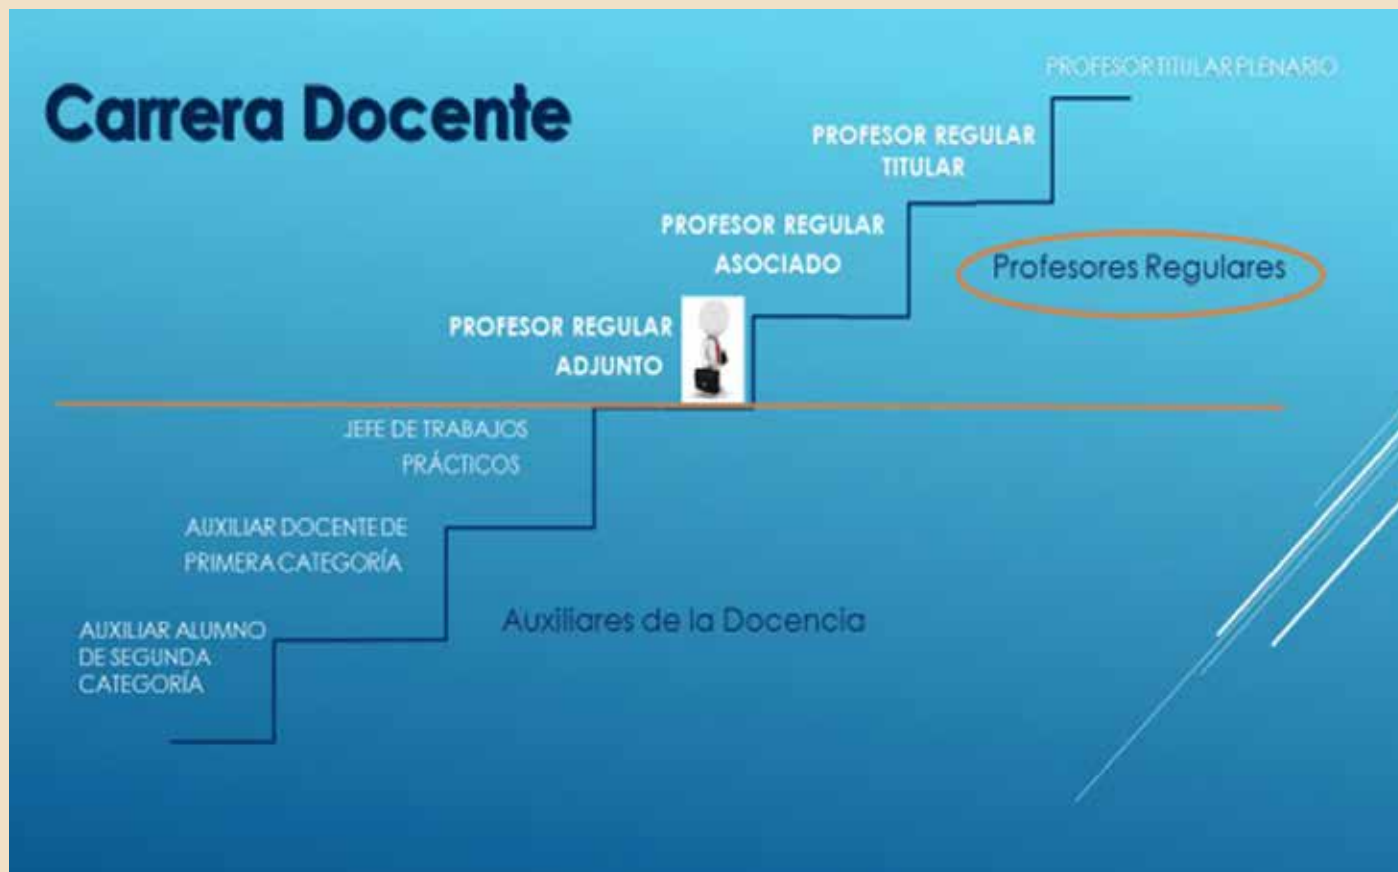 Carrera Docente
PROFESOR TITULAR PLENARIO
PROFESOR REGULAR
TITULAR
PROFESOR REGULAR
ASOCIADO
Profesores Regulares
PROFESOR REGULAR
ADJUNTO
JEFE DE TRABAJOS
PRÁCTICOS
AUXILIAR DOCENTE DE
PRIMERA CATEGORÍA
Auxiliares de la Docencia
AUXILIAR ALUMNO
DE SEGUNDA
CATEGORÍA